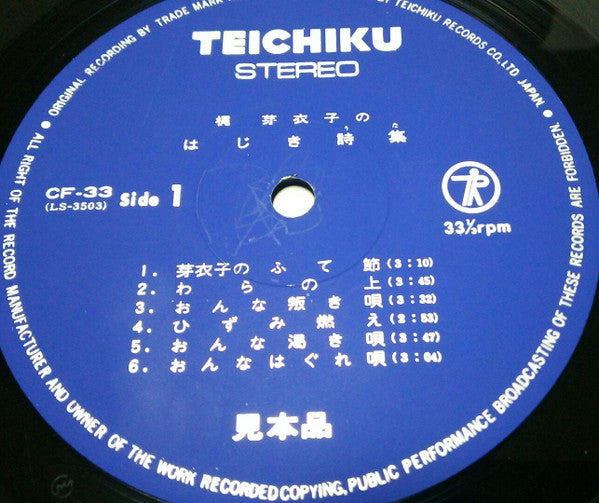 ORIGINAL RECORDING BY TRADE MARK
BY TEICHIKU RECORDS CO., LTD. JAPAN.
TEICHIKU
STEREO
梶 芽衣子の
はじき詩集
うた
CF-33
(LS-3503)
Side 1
33⅓rpm
1. 芽衣子のふて節(3:10)
2. わらの上(3:45)
3. おんな叛き唄(3:32)
4. ひずみ燃え(2:53)
5. おんな渇き唄(3:47)
6. おんなはぐれ唄(3:04)
見本品
● ALL RIGHT OF THE RECORD MANUFACTURER AND OWNER OF THE WORK RECORDED COPYING, PUBLIC PERFORMANCE BROADCASTING OF THESE RECORDS ARE FORBIDDEN. ●